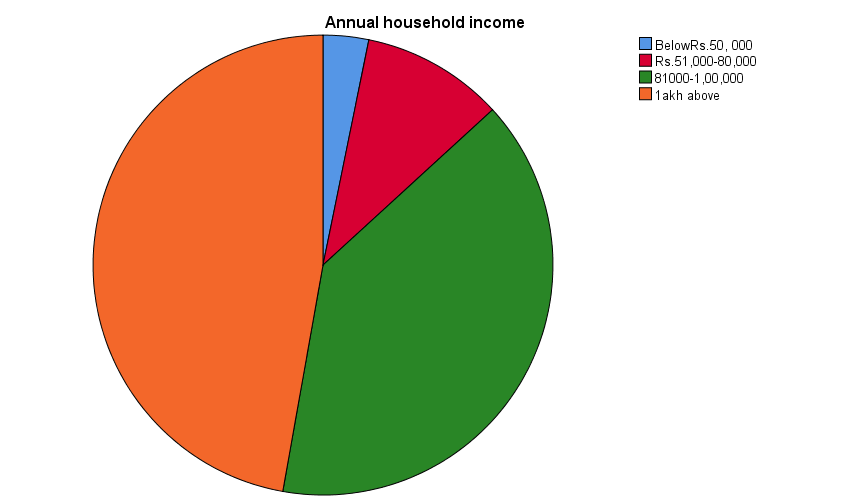 Annual household income
BelowRs.50, 000
Rs.51,000-80,000
81000-1,00,000
1akh above